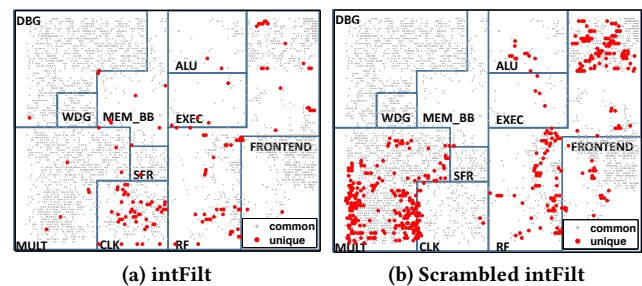 DBG
ALU
WDG
MEM_BB
EXEC
FRONTEND
SFR
common
unique
MULT
CLK
RF
(a) intFilt
DBG
ALU
WDG
MEM_BB
EXEC
FRONTEND
SFR
common
unique
MULT
CLK
RF
(b) Scrambled intFilt